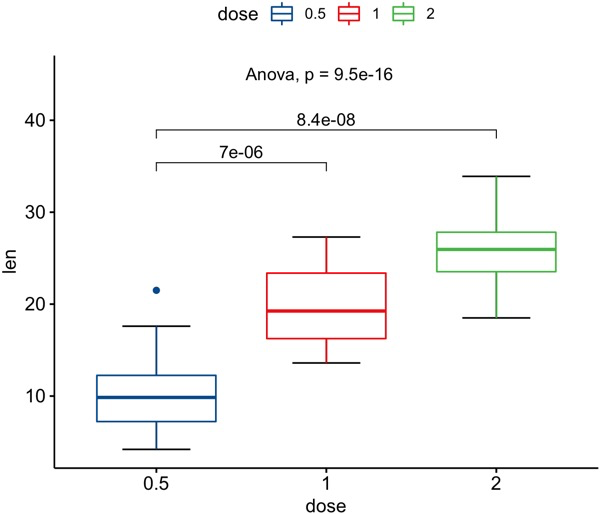 dose 0.5 1 2
Anova, p = 9.5e-16
8.4e-08
7e-06
40
30
20
10
len
0.5 1 2
dose